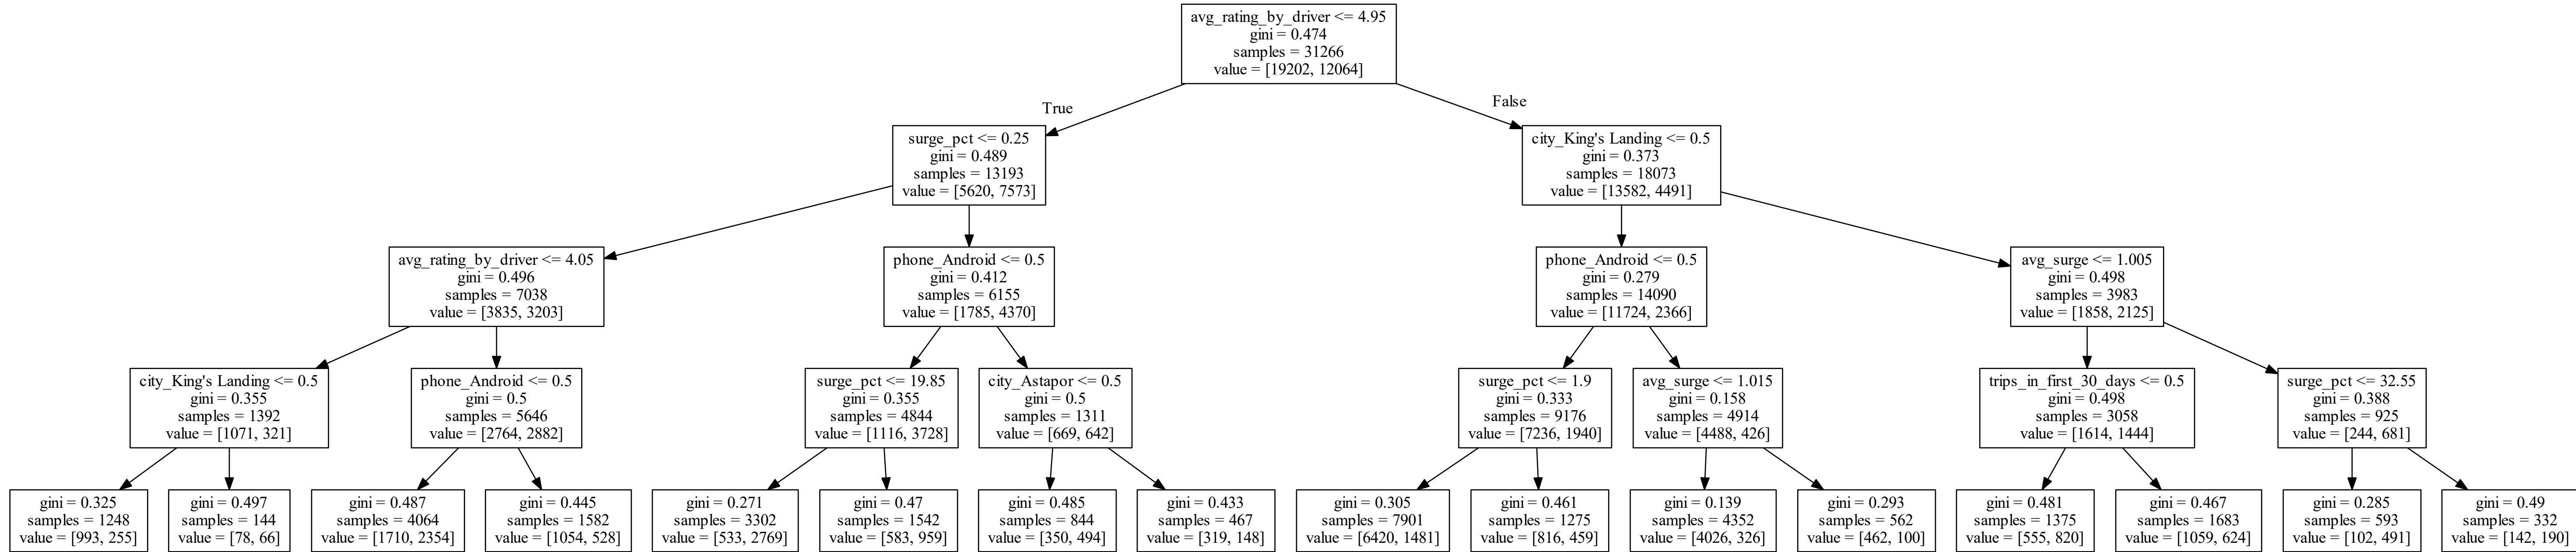 avg_rating_by_driver <= 4.95
gini = 0.474
samples = 31266
value = [19202, 12064]
True
False
surge_pct <= 0.25
gini = 0.489
samples = 13193
value = [5620, 7573]
city_King's Landing <= 0.5
gini = 0.373
samples = 18073
value = [13582, 4491]
avg_rating_by_driver <= 4.05
gini = 0.496
samples = 7038
value = [3835, 3203]
phone_Android <= 0.5
gini = 0.412
samples = 6155
value = [1785, 4370]
phone_Android <= 0.5
gini = 0.279
samples = 14090
value = [11724, 2366]
avg_surge <= 1.005
gini = 0.498
samples = 3983
value = [1858, 2125]
city_King's Landing <= 0.5
gini = 0.355
samples = 1392
value = [1071, 321]
phone_Android <= 0.5
gini = 0.5
samples = 5646
value = [2764, 2882]
surge_pct <= 19.85
gini = 0.355
samples = 4844
value = [1116, 3728]
city_Astapor <= 0.5
gini = 0.5
samples = 1311
value = [669, 642]
surge_pct <= 1.9
gini = 0.333
samples = 9176
value = [7236, 1940]
avg_surge <= 1.015
gini = 0.158
samples = 4914
value = [4488, 426]
trips_in_first_30_days <= 0.5
gini = 0.498
samples = 3058
value = [1614, 1444]
surge_pct <= 32.55
gini = 0.388
samples = 925
value = [244, 681]
gini = 0.325
samples = 1248
value = [993, 255]
gini = 0.497
samples = 144
value = [78, 66]
gini = 0.487
samples = 4064
value = [1710, 2354]
gini = 0.445
samples = 1582
value = [1054, 528]
gini = 0.271
samples = 3302
value = [533, 2769]
gini = 0.47
samples = 1542
value = [583, 959]
gini = 0.485
samples = 844
value = [350, 494]
gini = 0.433
samples = 467
value = [319, 148]
gini = 0.305
samples = 7901
value = [6420, 1481]
gini = 0.461
samples = 1275
value = [816, 459]
gini = 0.139
samples = 4352
value = [4026, 326]
gini = 0.293
samples = 562
value = [462, 100]
gini = 0.481
samples = 1375
value = [555, 820]
gini = 0.467
samples = 1683
value = [1059, 624]
gini = 0.285
samples = 593
value = [102, 491]
gini = 0.49
samples = 332
value = [142, 190]